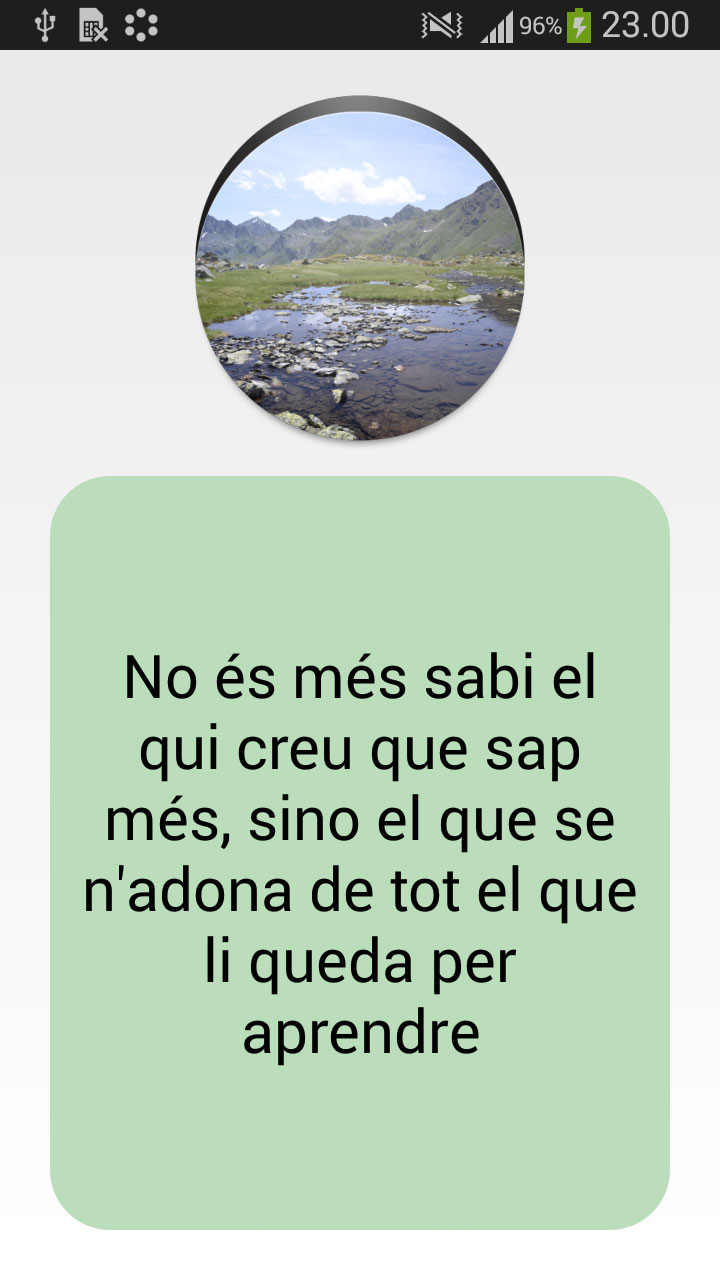 96% 23.00
No és més sabi el
qui creu que sap
més, sino el que se
n'adona de tot el que
li queda per
aprendre